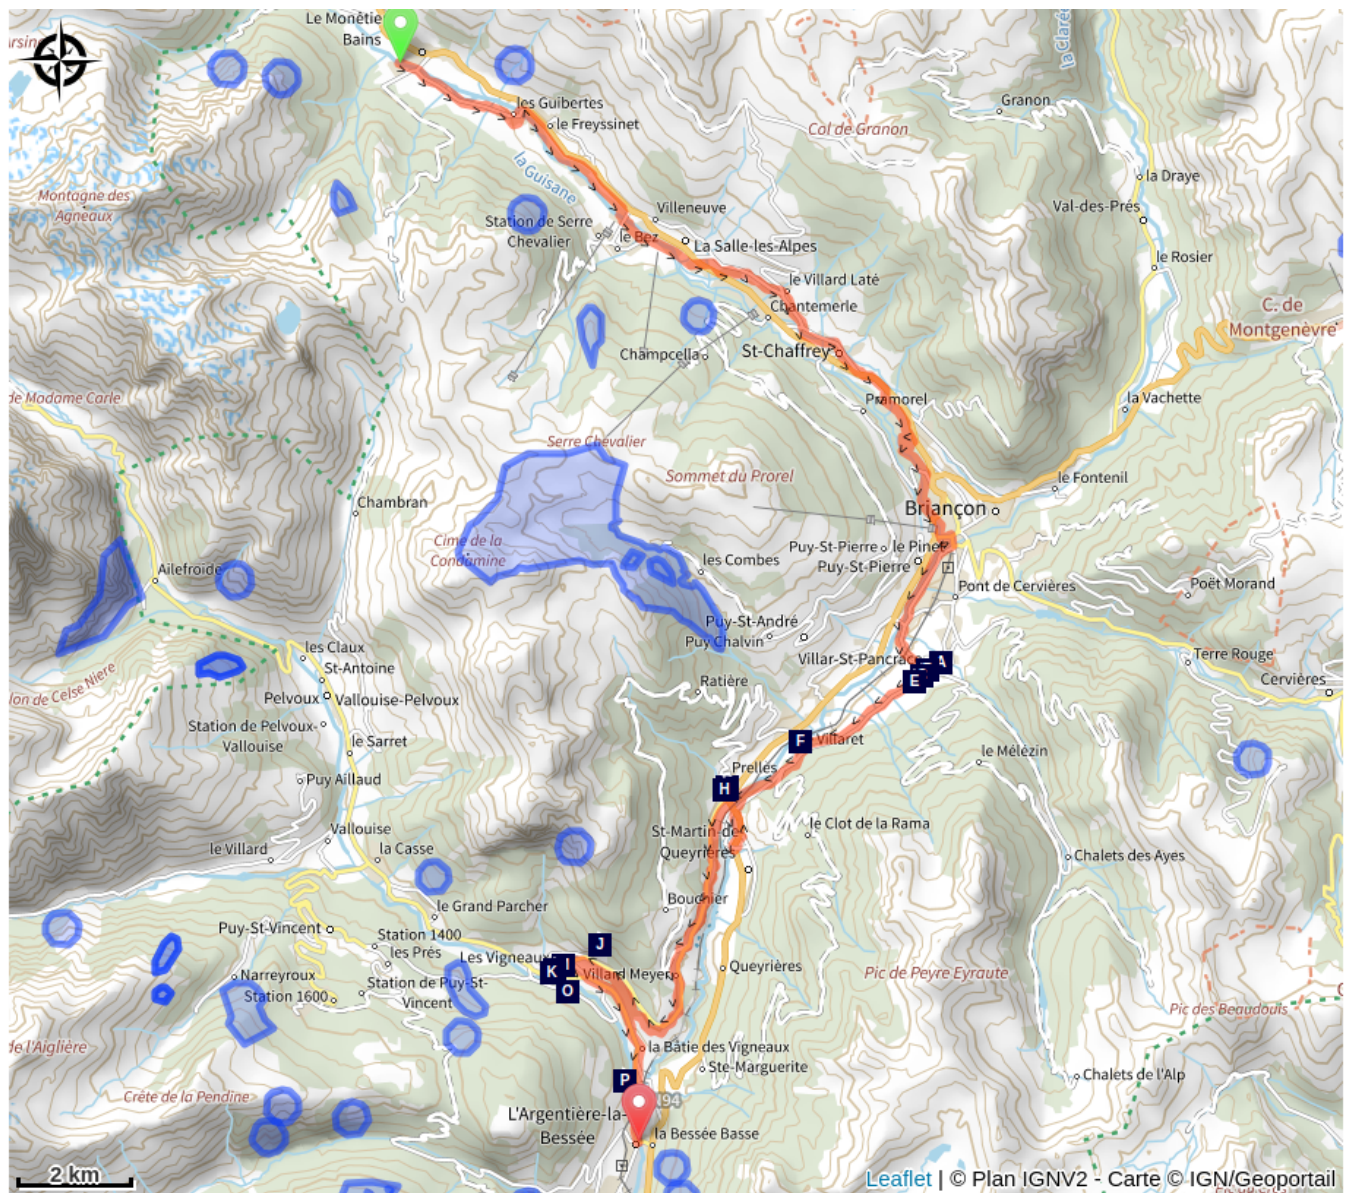 Le Monêtier
Bains
les Guibertes
le Freyssinet
Granon
Col de Granon
la Clarée
la Draye
Val-des-Prés
le Rosier
la Guisane
Montagne des
Agneaux
Villeneuve
Station de Serre
Chevalier
le Bez
La Salle-les-Alpes
le Villard Laté
Chantemerle
C. de
Montgenèvre
Champcella
St-Chaffrey
Pramorel
la Vachette
de Madame Carle
Serre Chevalier
Sommet du Prorel
le Fontenil
Briançon
Chambran
Cime de la
Condamine
les Combes
Puy-St-Pierre
le Pinet
Puy-St-Pierre
Pont de Cervières
Poët Morand
Ailefroide
Puy-St-André
Puy Chalvin
Villar-St-Pancrace
A
E
Terre Rouge
Cervières
les Claux
St-Antoine
Pelvoux
Vallouise-Pelvoux
Ratière
Station de Pelvoux-
Vallouise
le Sarret
F
Villaret
le Mélézin
Puy Aillaud
Prelles
H
Vallouise
le Villard
la Casse
St-Martin-de-
Queyrières
le Clot de la Rama
Chalets des Ayes
Bouchier
le Grand Parcher
Puy-St-Vincent
Station 1400
les Prés
J
Les Vigneaux
I
K
O
Villard Meyer
Queyrières
Pic de Peyre Eyraute
Narreyroux
Station 1600
Station de Puy-St-
Vincent
Pic des Beaudouis
de l'Aiglière
la Bâtie des Vigneaux
Ste-Marguerite
Chalets de l'Alp
Crête de la Pendine
P
N94
L'Argentière-la-
Bessée
la Bessée Basse
2 km
Leaflet | © Plan IGNV2 - Carte © IGN/Geoportail